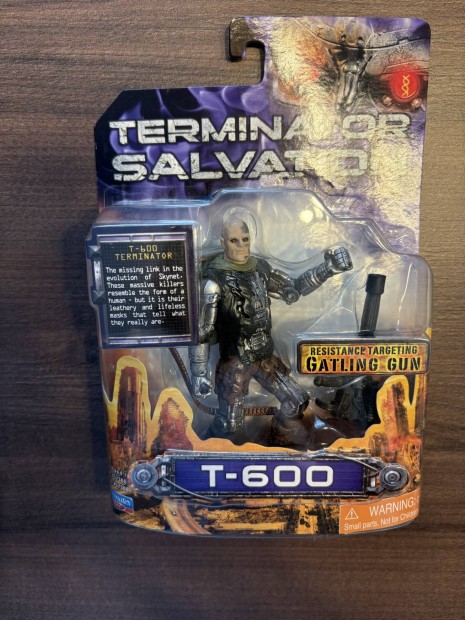 TERMINATOR
SALVATION
T-600
TERMINATOR
The missing link in the
evolution of Skynet.
These massive killers
resemble the form of a
human - but it is their
leathery and lifeless
masks that tell what
they really are.
RESISTANCE TARGETING
GATLING GUN
T-600
WARNING:
Small parts. Not for